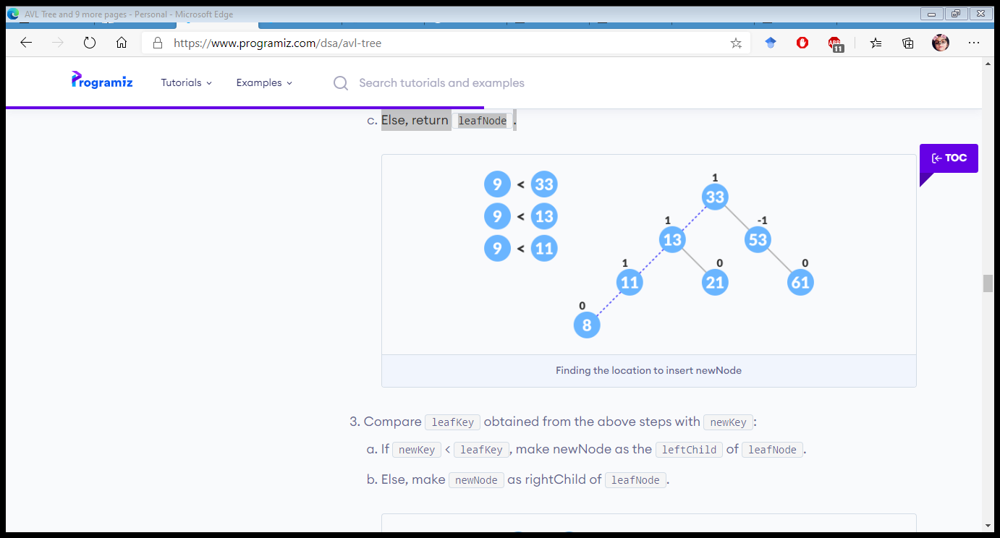 AVL Tree and 9 more pages - Personal - Microsoft Edge
https://www.programiz.com/dsa/avl-tree
ABP
11
Programiz
Tutorials
Examples
Search tutorials and examples
c. Else, return leafNode .
TOC
9 < 33
9 < 13
9 < 11
1
33
1
13
-1
53
1
11
0
21
0
61
0
8
Finding the location to insert newNode
3. Compare leafKey obtained from the above steps with newKey :
a. If newKey < leafKey , make newNode as the leftChild of leafNode .
b. Else, make newNode as rightChild of leafNode .